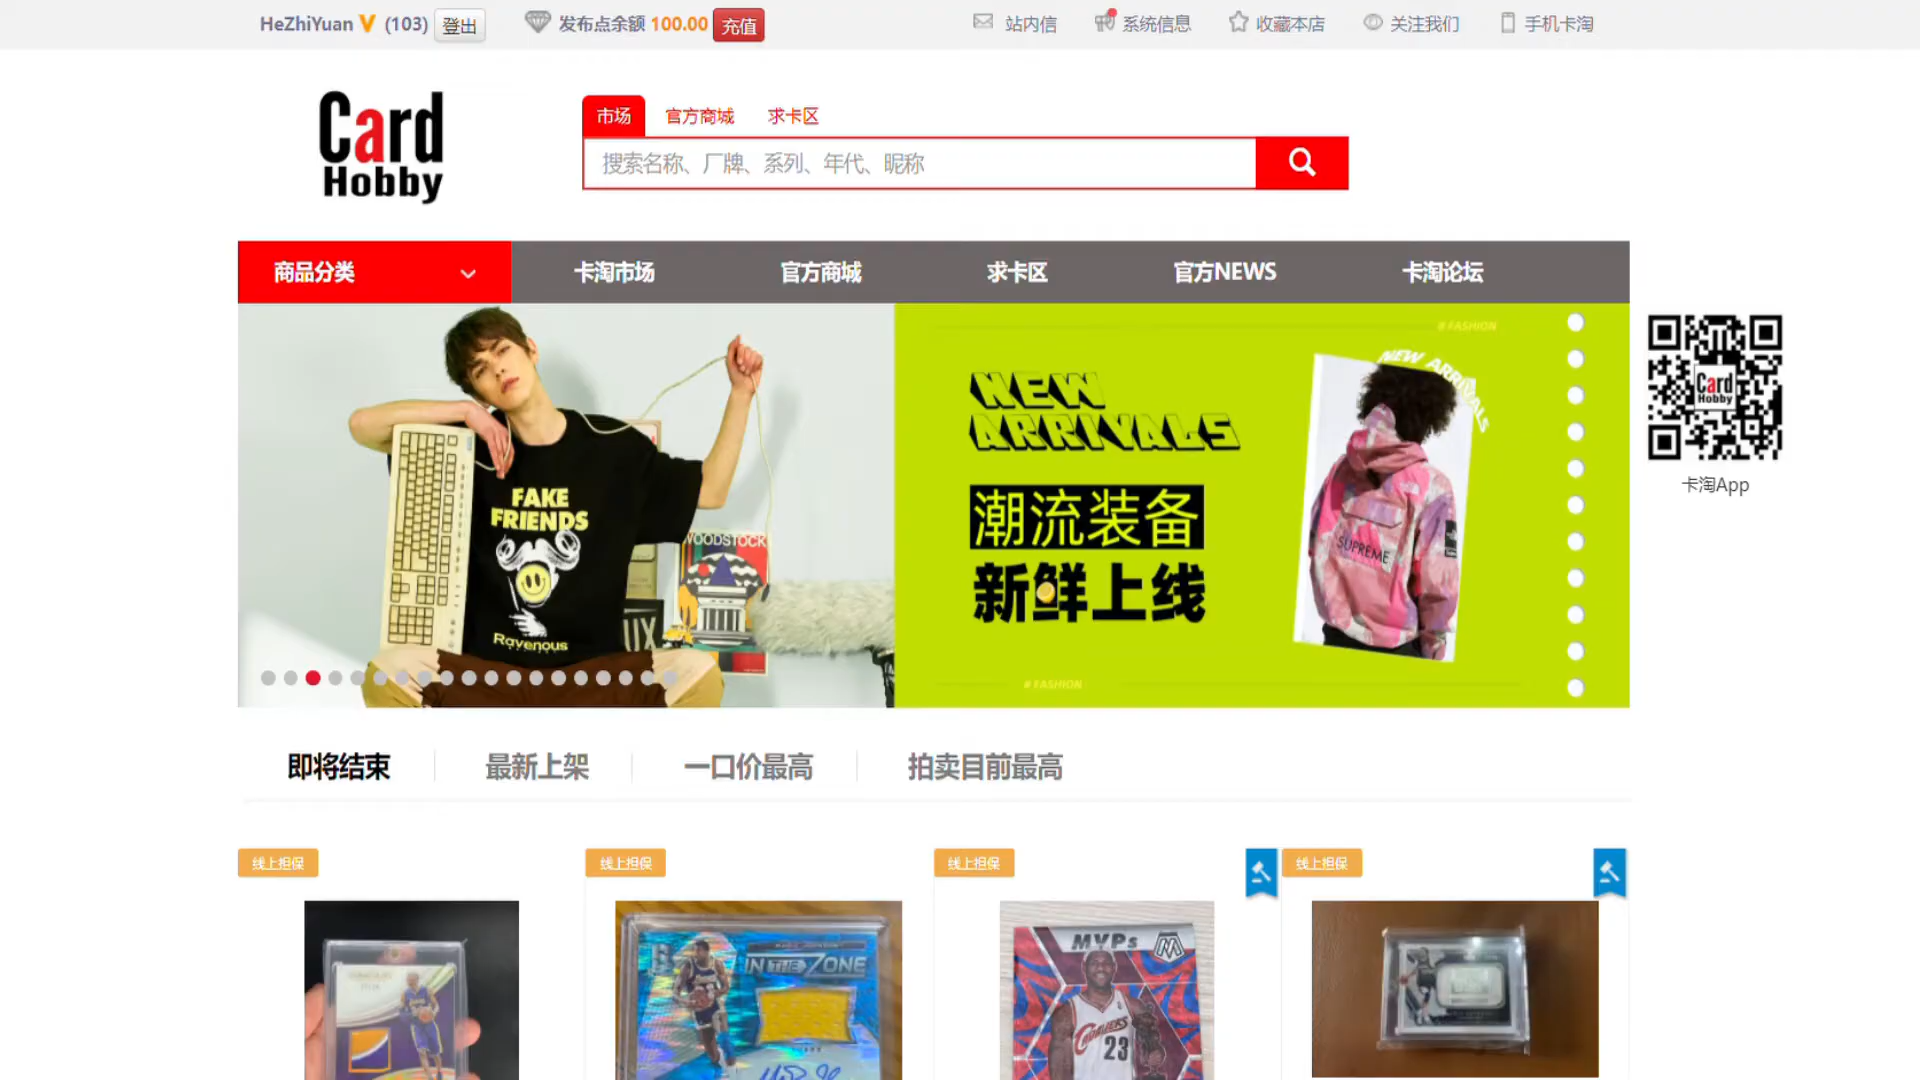 HeZhiYuan V (103) 登出 发布点余额 100.00 充值 站内信 系统信息 收藏本店 关注我们 手机卡淘
Card
Hobby
市场 官方商城 求卡区
搜索名称、厂牌、系列、年代、昵称
商品分类 卡淘市场 官方商城 求卡区 官方NEWS 卡淘论坛
# FASHION
NEW
ARRIVALS
NEW ARRIVALS
潮流装备
新鲜上线
SUPREME
FAKE
FRIENDS
WOODSTOCK
UX
Ravenous
# FASHION
Card
Hobby
卡淘App
即将结束 最新上架 一口价最高 拍卖目前最高
线上担保 线上担保 线上担保 线上担保
IN THE ZONE
MVPs
CAVALIERS
23